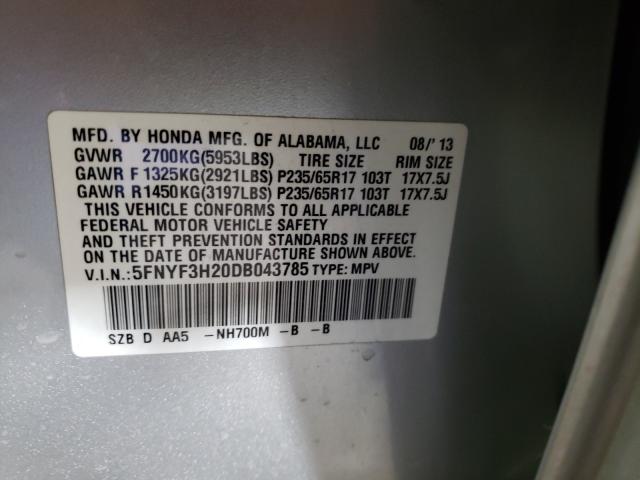 MFD. BY HONDA MFG. OF ALABAMA, LLC 08/'13
GVWR 2700KG(5953LBS) TIRE SIZE RIM SIZE
GAWR F 1325KG(2921LBS) P235/65R17 103T 17X7.5J
GAWR R1450KG(3197LBS) P235/65R17 103T 17X7.5J
THIS VEHICLE CONFORMS TO ALL APPLICABLE
FEDERAL MOTOR VEHICLE SAFETY
AND THEFT PREVENTION STANDARDS IN EFFECT
ON THE DATE OF MANUFACTURE SHOWN ABOVE.
V.I.N.:5FNYF3H20DB043785 TYPE: MPV
SZB D AA5 -NH700M -B -B